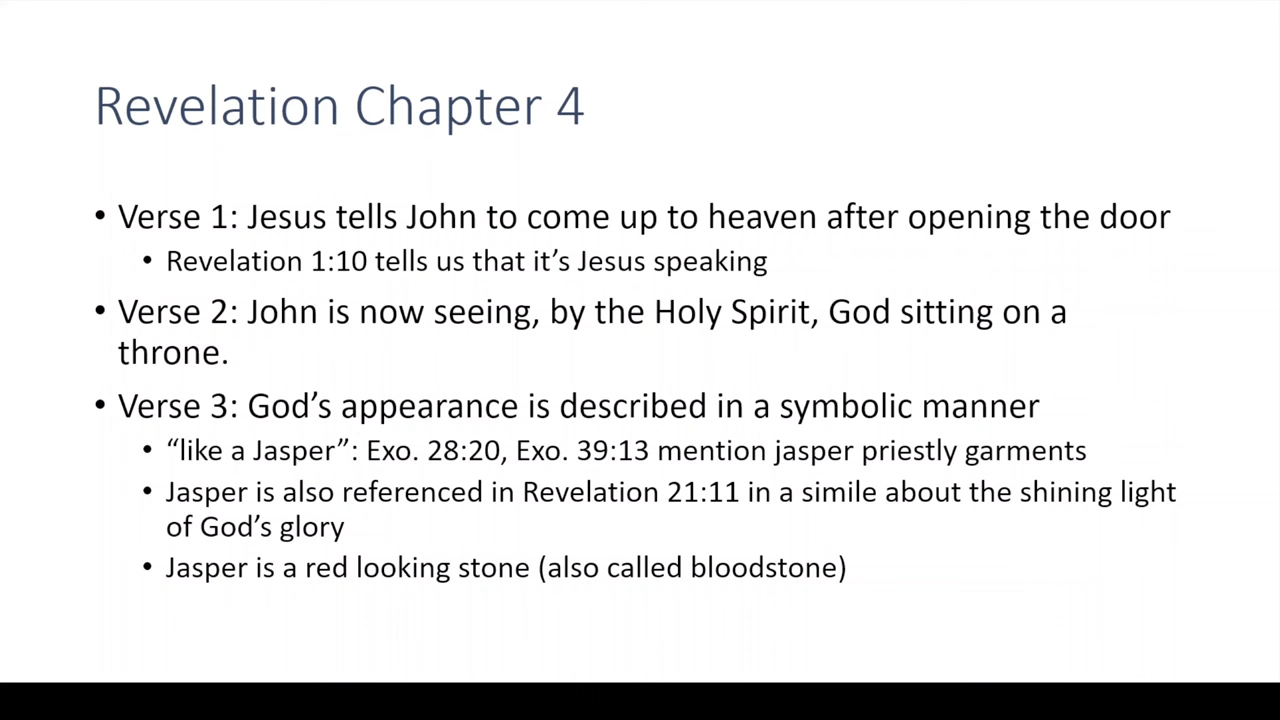 Revelation Chapter 4
• Verse 1: Jesus tells John to come up to heaven after opening the door
• Revelation 1:10 tells us that it’s Jesus speaking
• Verse 2: John is now seeing, by the Holy Spirit, God sitting on a
throne.
• Verse 3: God’s appearance is described in a symbolic manner
• “like a Jasper”: Exo. 28:20, Exo. 39:13 mention jasper priestly garments
• Jasper is also referenced in Revelation 21:11 in a simile about the shining light
of God’s glory
• Jasper is a red looking stone (also called bloodstone)